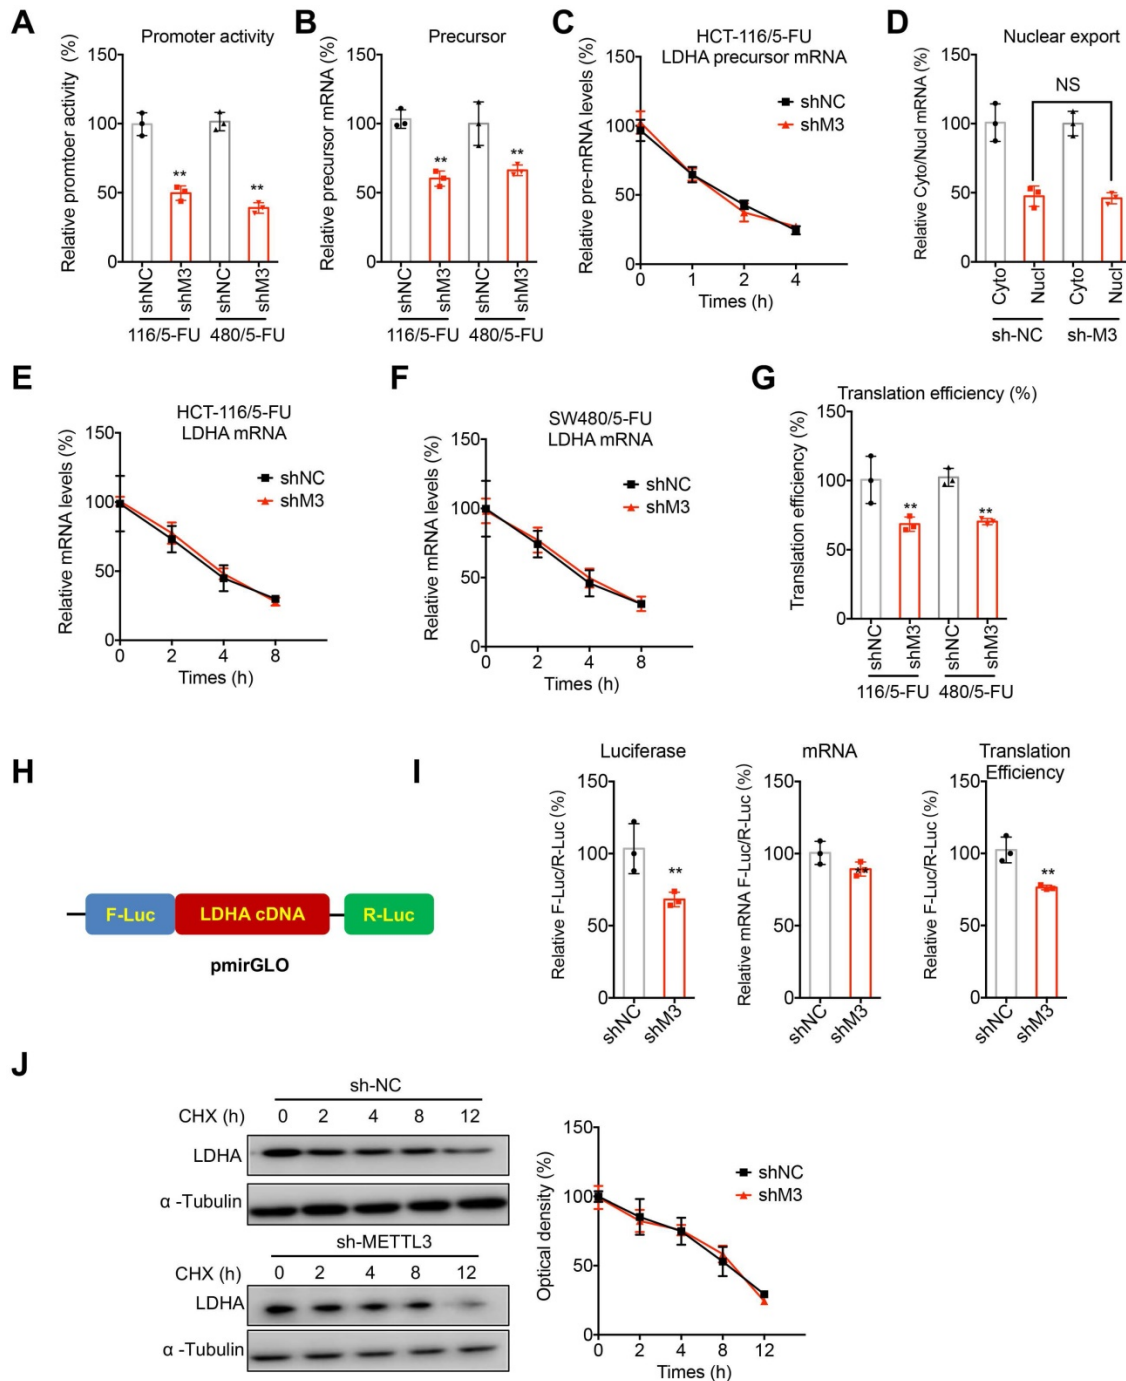 A
Promoter activity
Relative promtoer activity (%)
150
100
50
0
**
**
shNC
shM3
shNC
shM3
116/5-FU
480/5-FU
B
Precursor
Relative precursor mRNA (%)
150
100
50
0
**
**
shNC
shM3
shNC
shM3
116/5-FU
480/5-FU
C
HCT-116/5-FU
LDHA precursor mRNA
Relative pre-mRNA levels (%)
150
100
50
0
shNC
shM3
0 1 2 4
Times (h)
D
Nuclear export
Relative Cyto/Nucl mRNA (%)
150
100
50
0
NS
Cyto
Nucl
Cyto
Nucl
sh-NC
sh-M3
E
HCT-116/5-FU
LDHA mRNA
Relative mRNA levels (%)
150
100
50
0
shNC
shM3
0 2 4 8
Times (h)
F
SW480/5-FU
LDHA mRNA
Relative mRNA levels (%)
150
100
50
0
shNC
shM3
0 2 4 8
Times (h)
G
Translation efficiency (%)
Translation efficiency (%)
150
100
50
0
**
**
shNC
shM3
shNC
shM3
116/5-FU
480/5-FU
H
F-Luc
LDHA cDNA
R-Luc
pmirGLO
I
Luciferase
Relative F-Luc/R-Luc (%)
150
100
50
0
**
shNC
shM3
mRNA
Relative mRNA F-Luc/R-Luc (%)
150
100
50
0
shNC
shM3
Translation
Efficiency
Relative F-Luc/R-Luc (%)
150
100
50
0
**
shNC
shM3
J
sh-NC
CHX (h) 0 2 4 8 12
LDHA
α -Tubulin
sh-METTL3
CHX (h) 0 2 4 8 12
LDHA
α -Tubulin
Optical density (%)
150
100
50
0
shNC
shM3
0 2 4 8 12
Times (h)